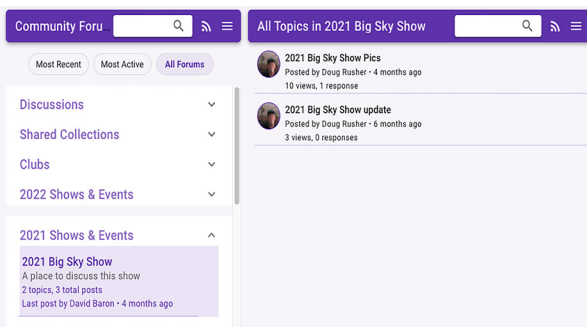 Community Foru...
Most Recent
Most Active
All Forums
Discussions
Shared Collections
Clubs
2022 Shows & Events
2021 Shows & Events
2021 Big Sky Show
A place to discuss this show
2 topics, 3 total posts
Last post by David Baron • 4 months ago
All Topics in 2021 Big Sky Show
2021 Big Sky Show Pics
Posted by Doug Rusher • 4 months ago
10 views, 1 response
2021 Big Sky Show update
Posted by Doug Rusher • 6 months ago
3 views, 0 responses